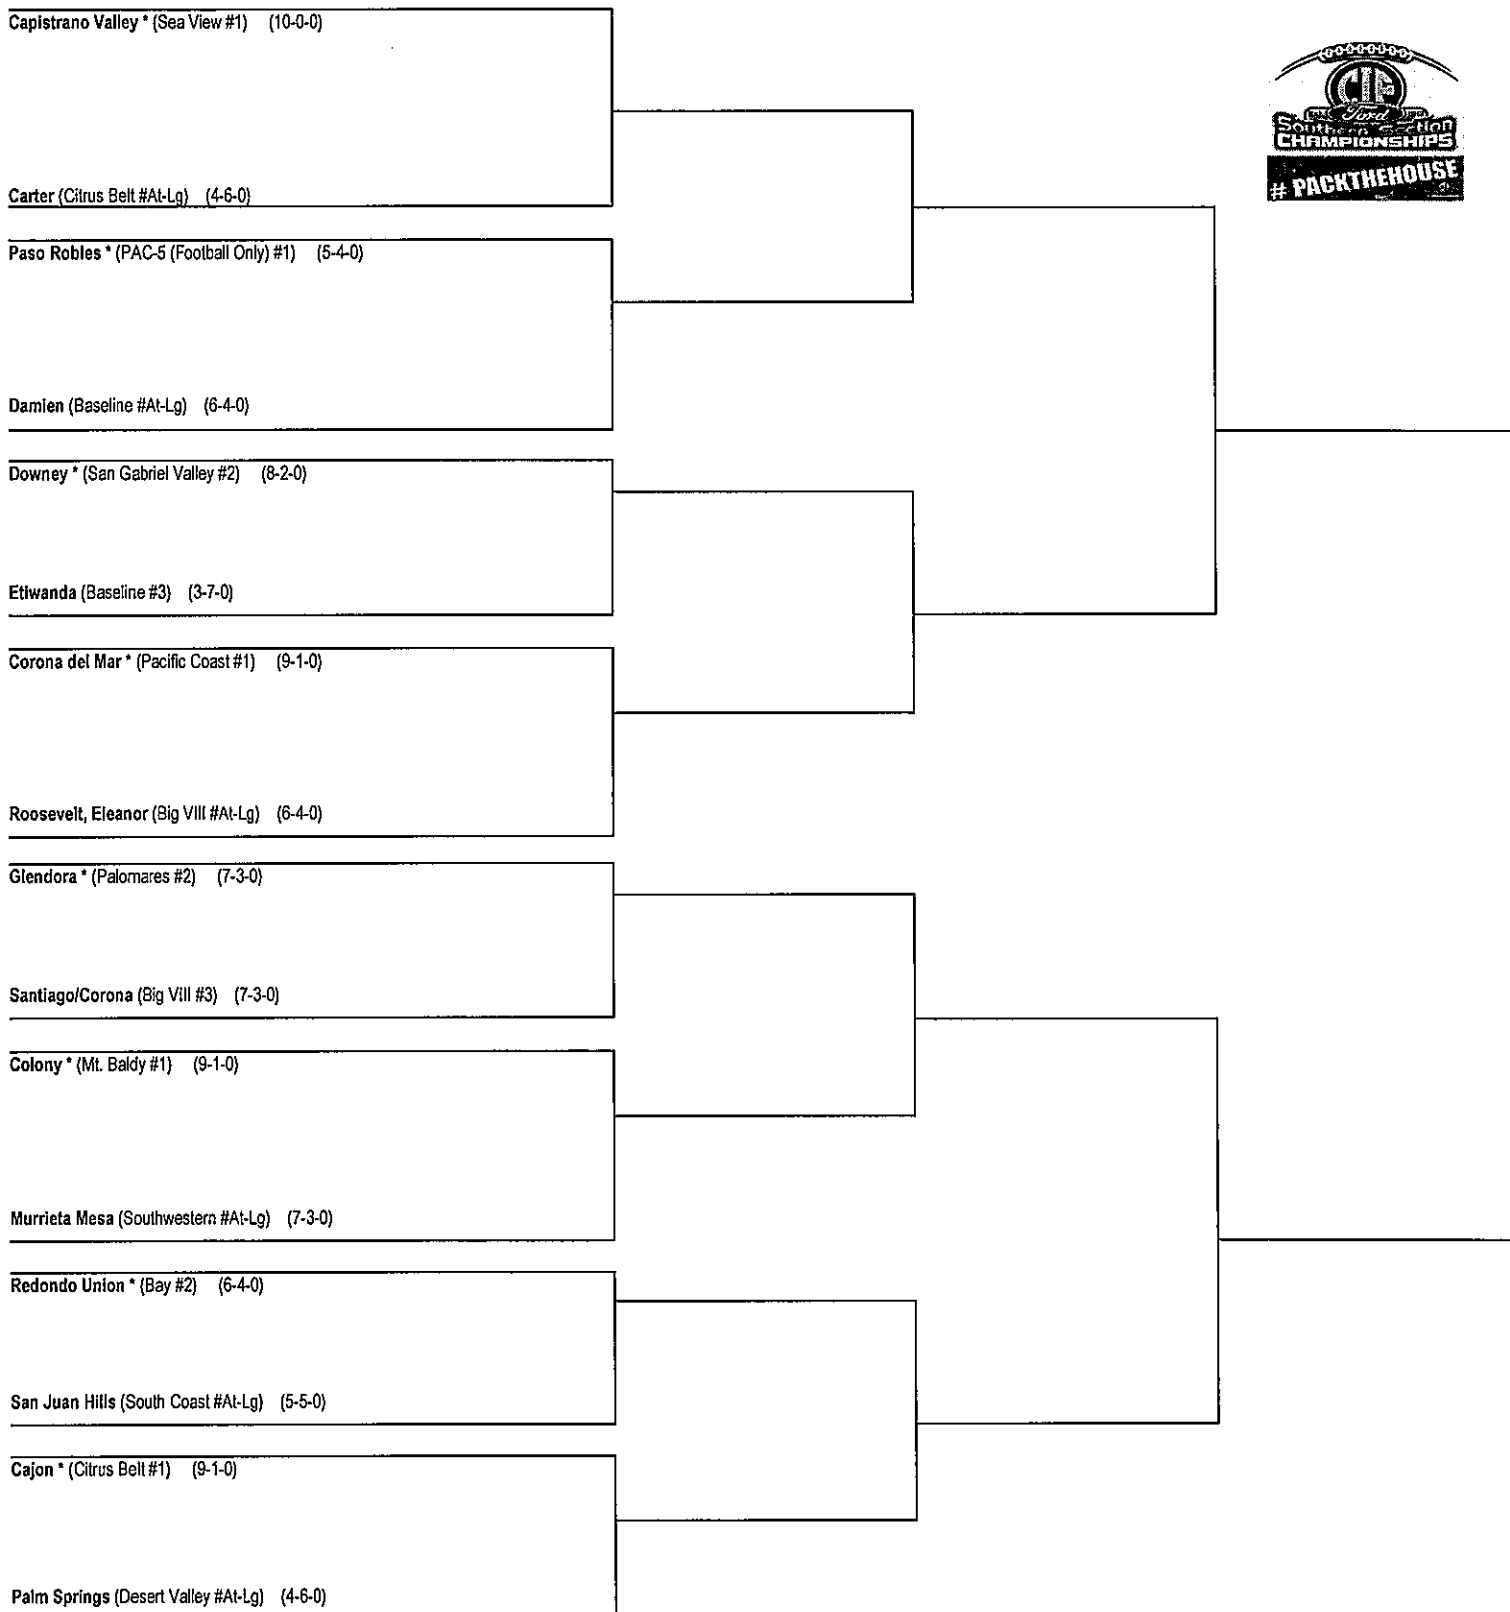 Capistrano Valley * (Sea View #1) (10-0-0)
CIF
Ford
Southern Section
CHAMPIONSHIPS
# PACKTHEHOUSE
Carter (Citrus Belt #At-Lg) (4-6-0)
Paso Robles * (PAC-5 (Football Only) #1) (5-4-0)
Damien (Baseline #At-Lg) (6-4-0)
Downey * (San Gabriel Valley #2) (8-2-0)
Etiwanda (Baseline #3) (3-7-0)
Corona del Mar * (Pacific Coast #1) (9-1-0)
Roosevelt, Eleanor (Big VIII #At-Lg) (6-4-0)
Glendora * (Palomares #2) (7-3-0)
Santiago/Corona (Big VIII #3) (7-3-0)
Colony * (Mt. Baldy #1) (9-1-0)
Murrieta Mesa (Southwestern #At-Lg) (7-3-0)
Redondo Union * (Bay #2) (6-4-0)
San Juan Hills (South Coast #At-Lg) (5-5-0)
Cajon * (Citrus Belt #1) (9-1-0)
Palm Springs (Desert Valley #At-Lg) (4-6-0)